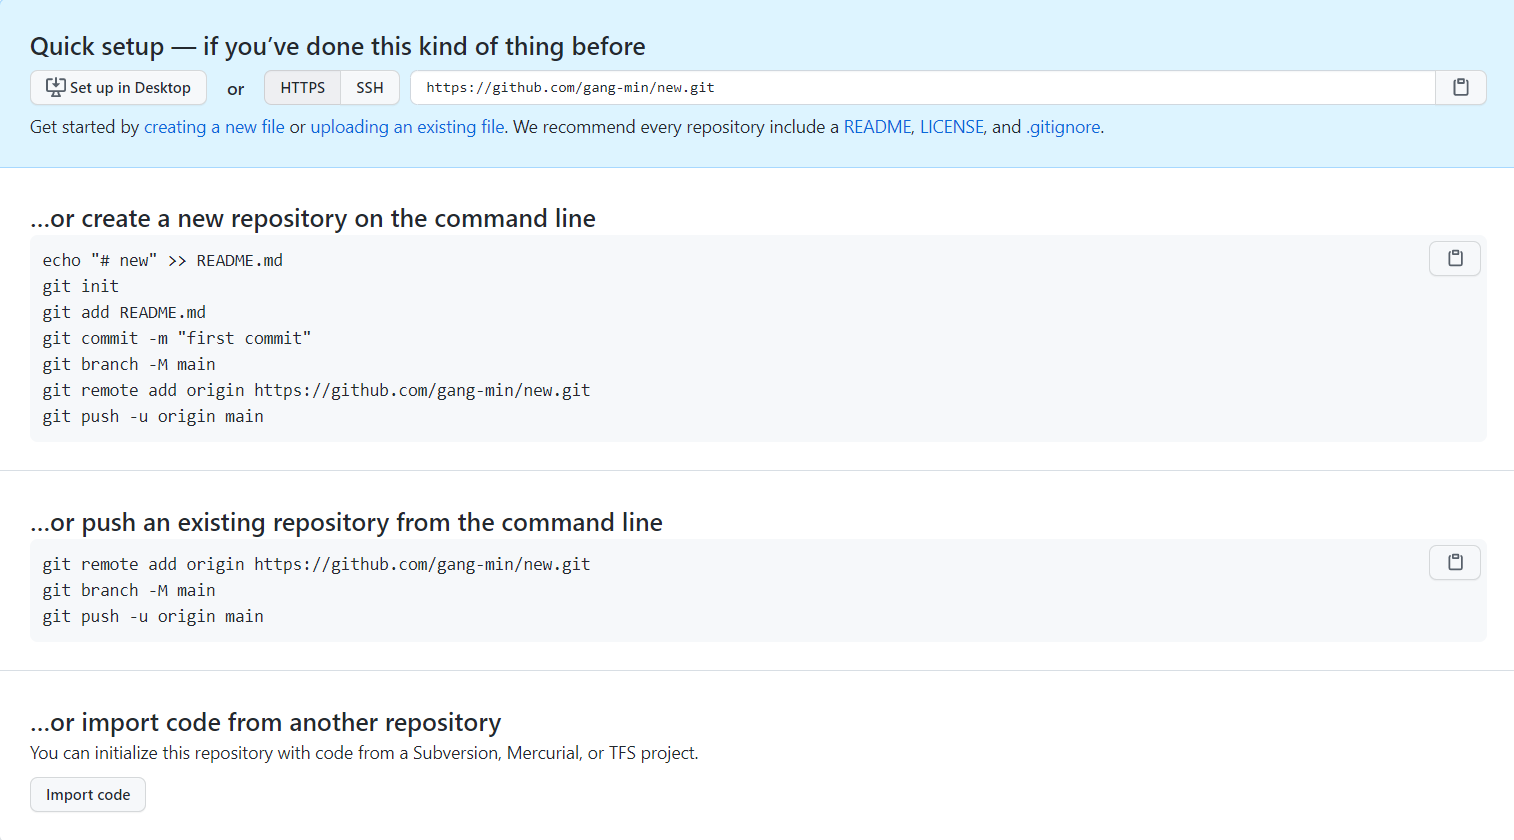 Quick setup — if you’ve done this kind of thing before
Set up in Desktop or HTTPS SSH https://github.com/gang-min/new.git
Get started by creating a new file or uploading an existing file. We recommend every repository include a README, LICENSE, and .gitignore.
…or create a new repository on the command line
echo "# new" >> README.md
git init
git add README.md
git commit -m "first commit"
git branch -M main
git remote add origin https://github.com/gang-min/new.git
git push -u origin main
…or push an existing repository from the command line
git remote add origin https://github.com/gang-min/new.git
git branch -M main
git push -u origin main
…or import code from another repository
You can initialize this repository with code from a Subversion, Mercurial, or TFS project.
Import code